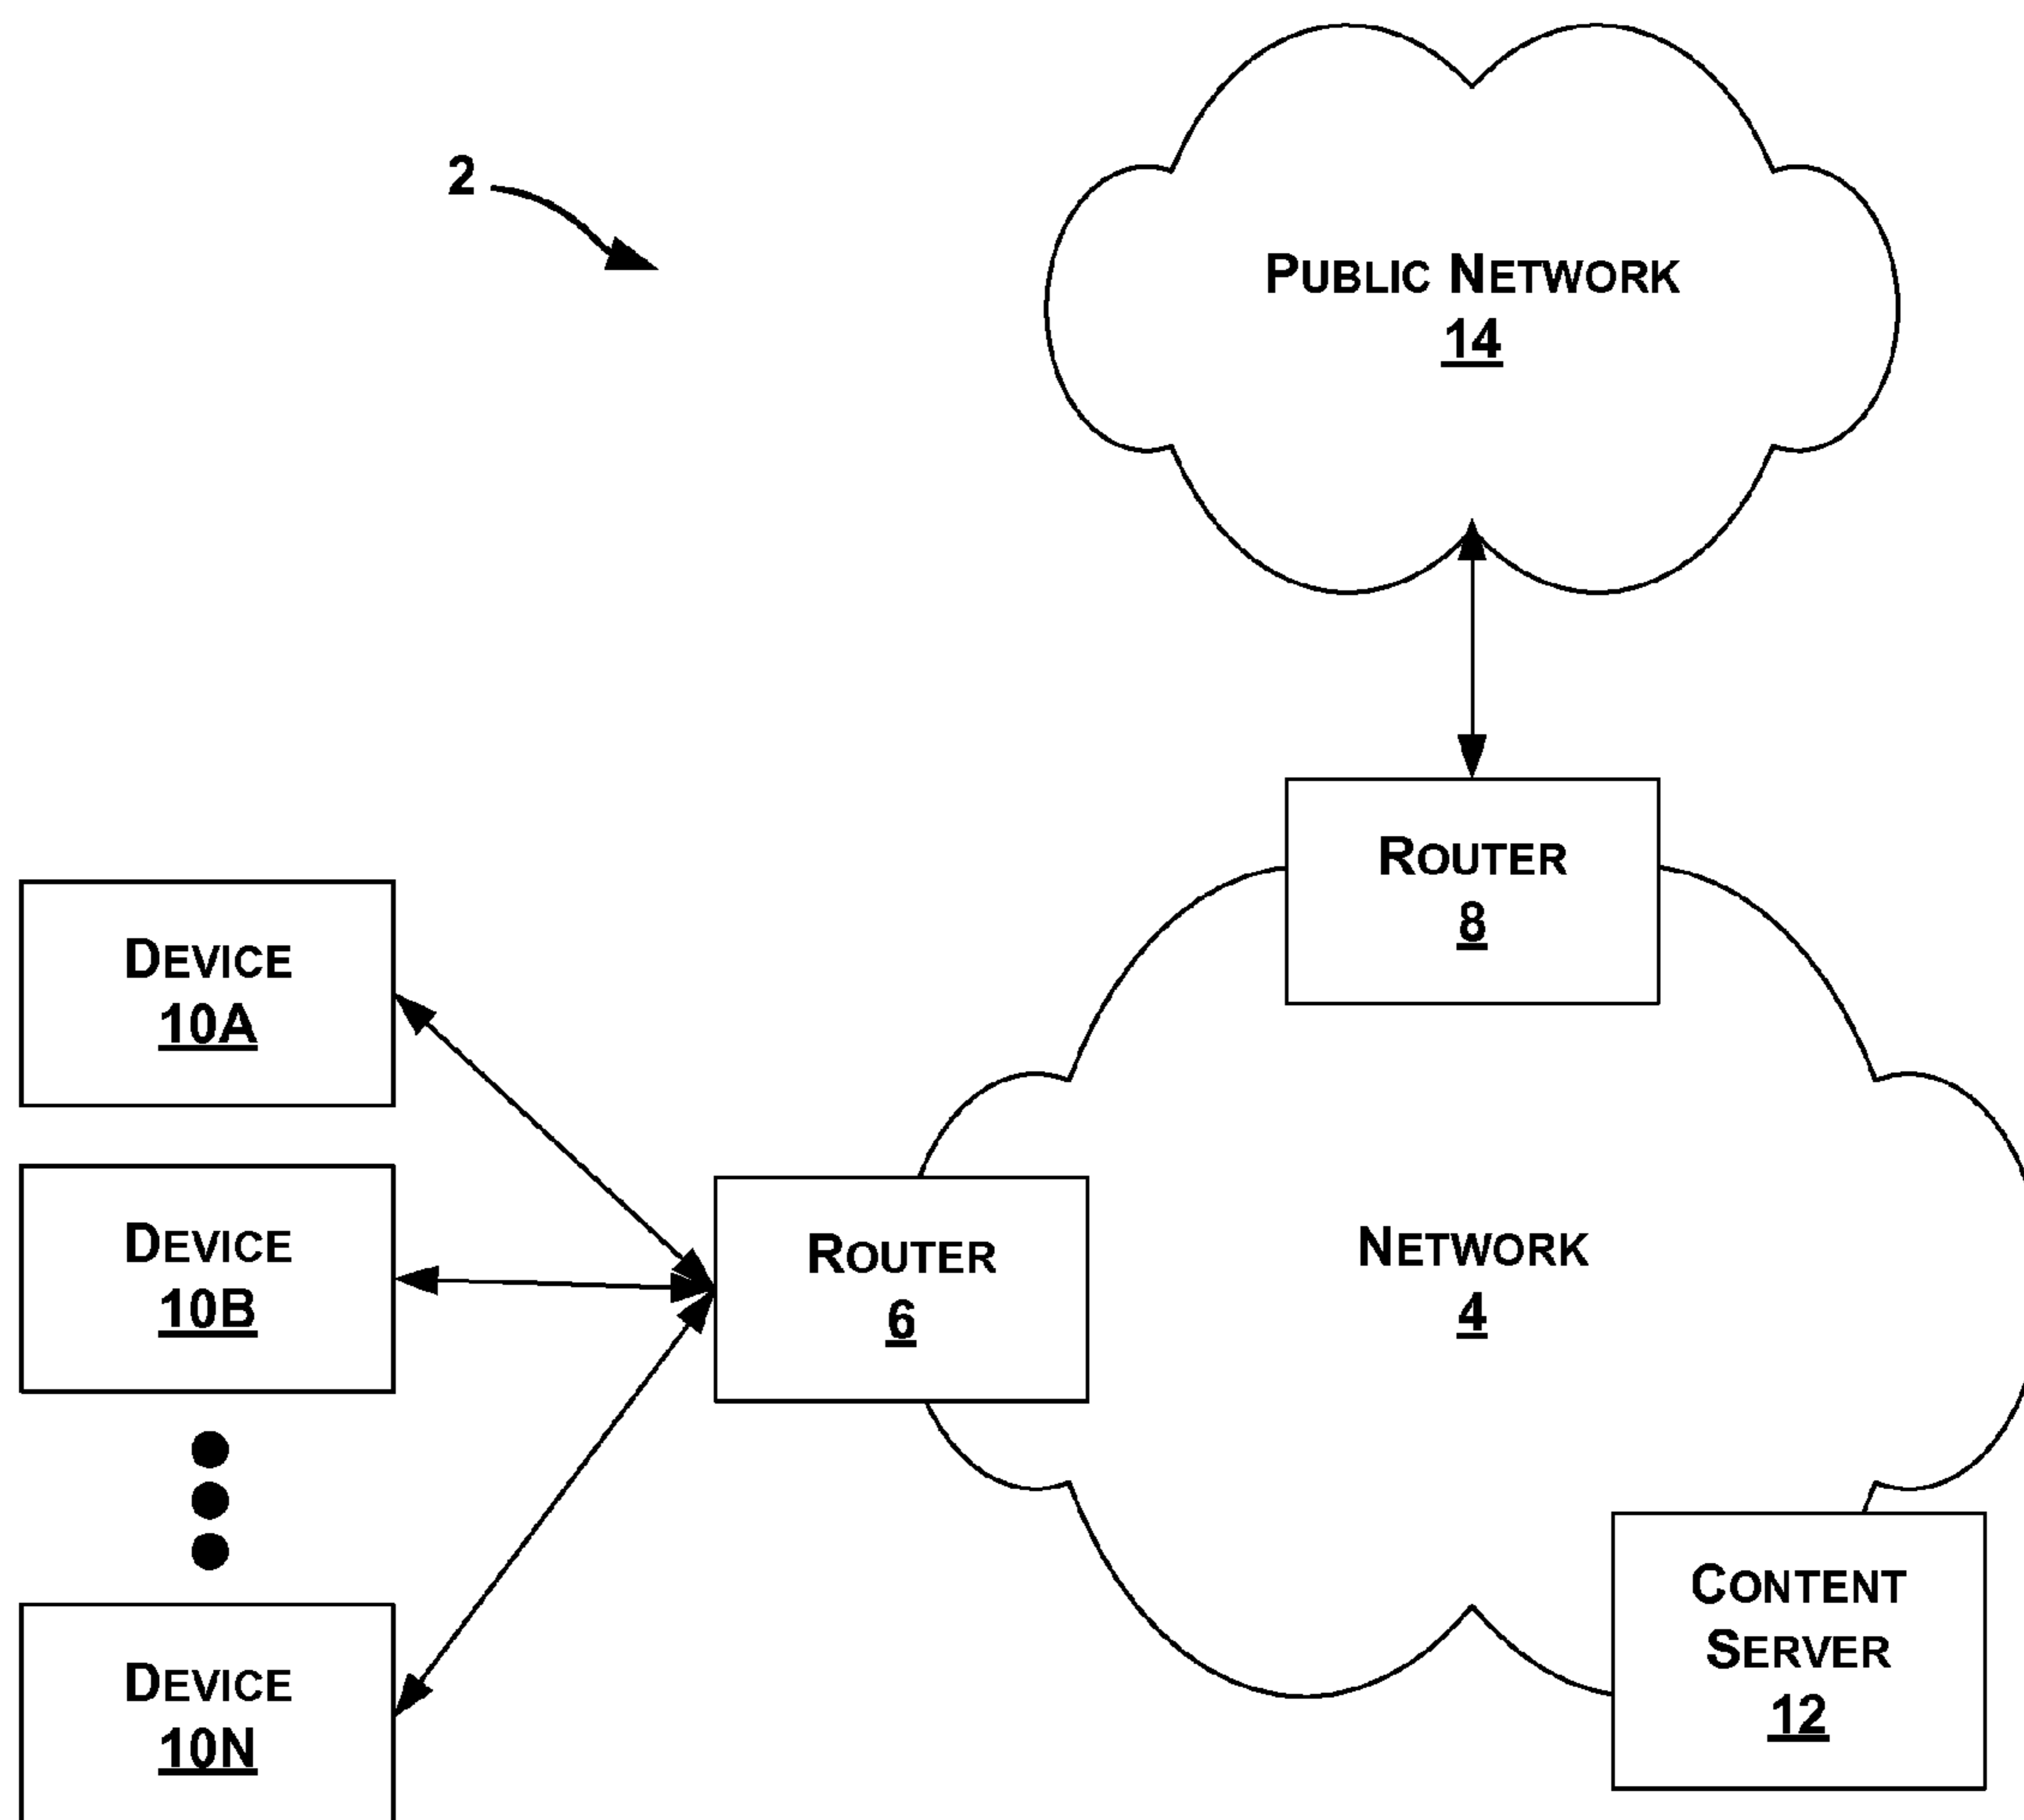 2
PUBLIC NETWORK
14
ROUTER
8
DEVICE
10A
DEVICE
10B
ROUTER
6
NETWORK
4
DEVICE
10N
CONTENT
SERVER
12